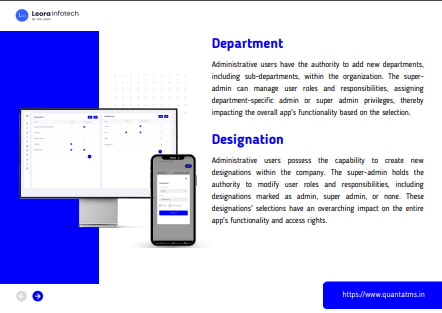 Leora Infotech
BE THE LIGHT
Department
Administrative users have the authority to add new departments,
including sub-departments, within the organization. The super-
admin can manage user roles and responsibilities, assigning
department-specific admin or super admin privileges, thereby
impacting the overall app's functionality based on the selection.
Designation
Administrative users possess the capability to create new
designations within the company. The super-admin holds the
authority to modify user roles and responsibilities, including
designations marked as admin, super admin, or none. These
designations' selections have an overarching impact on the entire
app's functionality and access rights.
https://www.quantatms.in